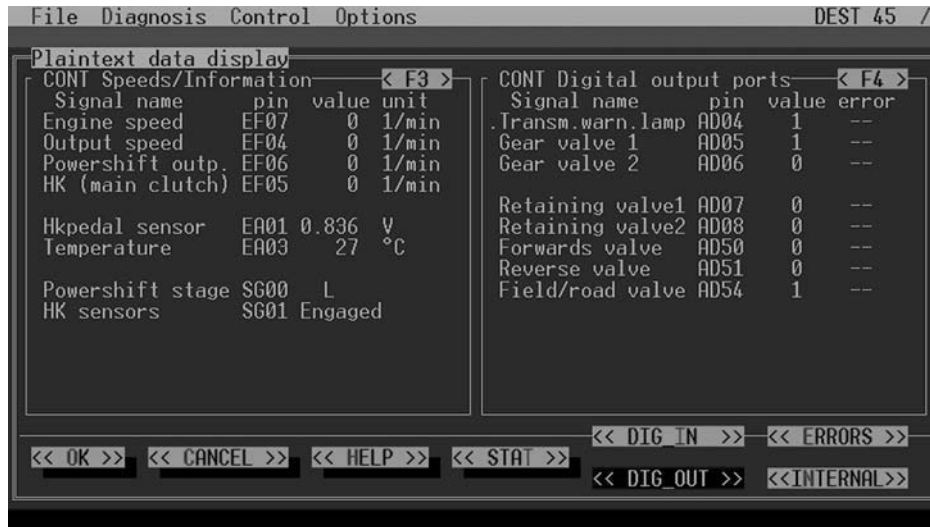 File Diagnosis Control Options DEST 45 /
Plaintext data display
CONT Speeds/Information < F3 >
Signal name pin value unit
Engine speed EF07 0 1/min
Output speed EF04 0 1/min
Powershift outp. EF06 0 1/min
HK (main clutch) EF05 0 1/min
Hkpedal sensor EA01 0.836 V
Temperature EA03 27 °C
Powershift stage SG00 L
HK sensors SG01 Engaged
CONT Digital output ports < F4 >
Signal name pin value error
.Transm.warn.lamp AD04 1 --
Gear valve 1 AD05 1 --
Gear valve 2 AD06 0 --
Retaining valve1 AD07 0 --
Retaining valve2 AD08 0 --
Forwards valve AD50 0 --
Reverse valve AD51 0 --
Field/road valve AD54 1 --
<< DIG_IN >> << ERRORS >>
<< OK >> << CANCEL >> << HELP >> << STAT >>
<< DIG_OUT >> <<INTERNAL>>